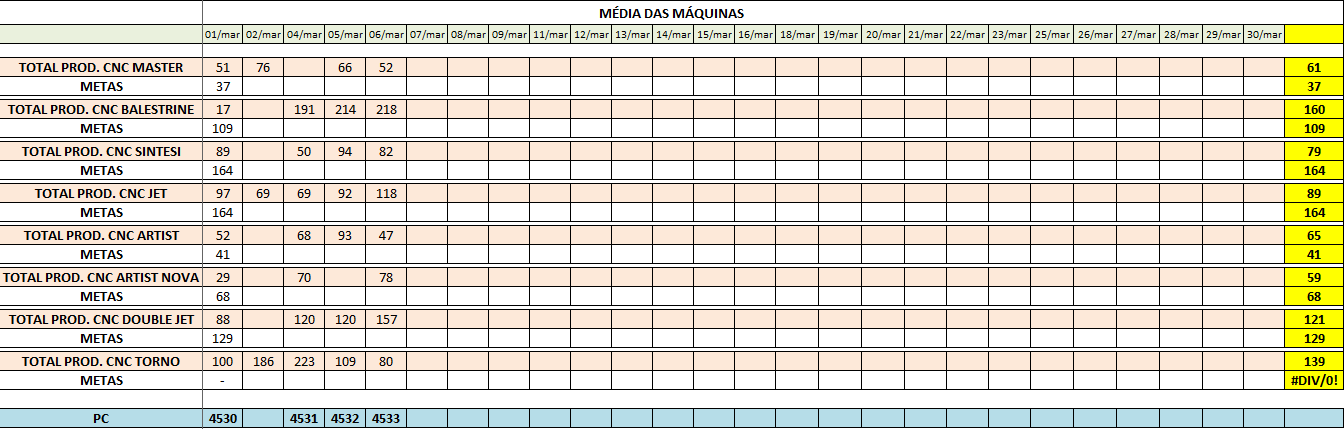 MÉDIA DAS MÁQUINAS
01/mar 02/mar 04/mar 05/mar 06/mar 07/mar 08/mar 09/mar 11/mar 12/mar 13/mar 14/mar 15/mar 16/mar 18/mar 19/mar 20/mar 21/mar 22/mar 23/mar 25/mar 26/mar 27/mar 28/mar 29/mar 30/mar
TOTAL PROD. CNC MASTER 51 76 66 52 61
METAS 37 37
TOTAL PROD. CNC BALESTRINE 17 191 214 218 160
METAS 109 109
TOTAL PROD. CNC SINTESI 89 50 94 82 79
METAS 164 164
TOTAL PROD. CNC JET 97 69 69 92 118 89
METAS 164 164
TOTAL PROD. CNC ARTIST 52 68 93 47 65
METAS 41 41
TOTAL PROD. CNC ARTIST NOVA 29 70 78 59
METAS 68 68
TOTAL PROD. CNC DOUBLE JET 88 120 120 157 121
METAS 129 129
TOTAL PROD. CNC TORNO 100 186 223 109 80 139
METAS - #DIV/0!
PC 4530 4531 4532 4533